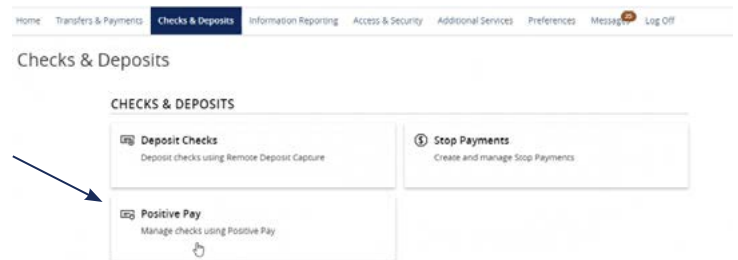 Home Transfers & Payments Checks & Deposits Information Reporting Access & Security Additional Services Preferences Messages 25 Log Off
Checks & Deposits
CHECKS & DEPOSITS
Deposit Checks
Deposit checks using Remote Deposit Capture
Stop Payments
Create and manage Stop Payments
Positive Pay
Manage checks using Positive Pay